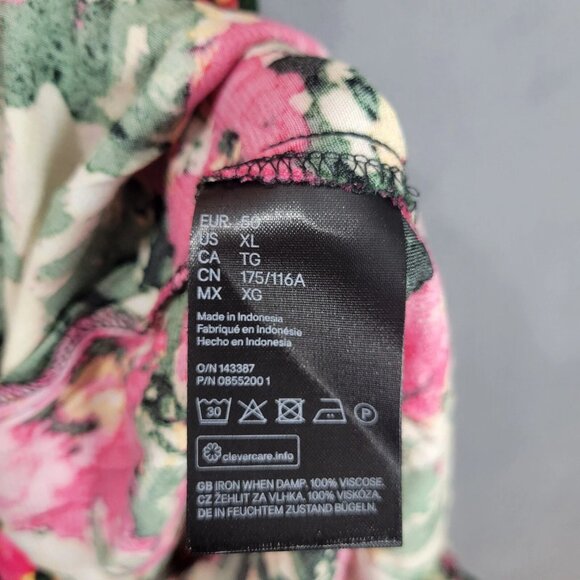 EUR 50
US XL
CA TG
CN 175/116A
MX XG
Made in Indonesia
Fabriqué en Indonésie
Hecho en Indonesia
O/N 143387
P/N 0855200 1
30 P
clevercare.info
GB IRON WHEN DAMP. 100% VISCOSE.
CZ ŽEHLIT ZA VLHKA. 100% VISKÓZA.
DE IN FEUCHTEM ZUSTAND BÜGELN.